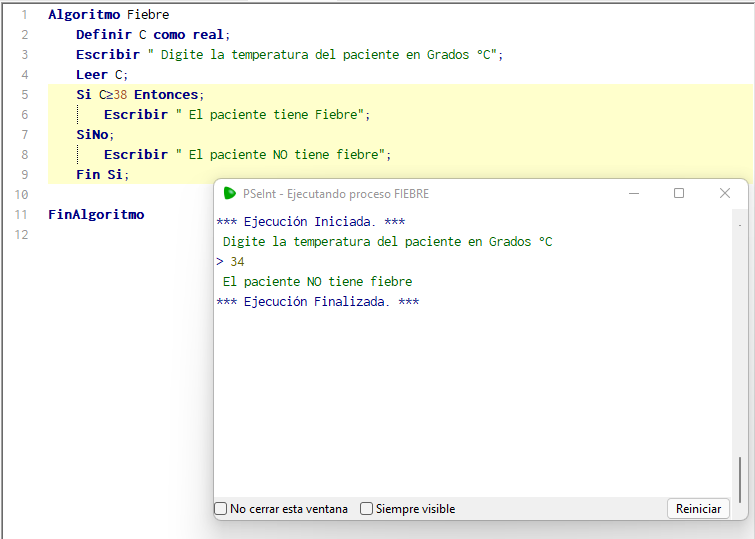 1 Algoritmo Fiebre
2 Definir C como real;
3 Escribir " Digite la temperatura del paciente en Grados °C";
4 Leer C;
5 Si C≥38 Entonces;
6 Escribir " El paciente tiene Fiebre";
7 SiNo;
8 Escribir " El paciente NO tiene fiebre";
9 Fin Si;
10
11 FinAlgoritmo
12
PSeInt - Ejecutando proceso FIEBRE
*** Ejecución Iniciada. ***
Digite la temperatura del paciente en Grados °C
> 34
El paciente NO tiene fiebre
*** Ejecución Finalizada. ***
No cerrar esta ventana Siempre visible Reiniciar